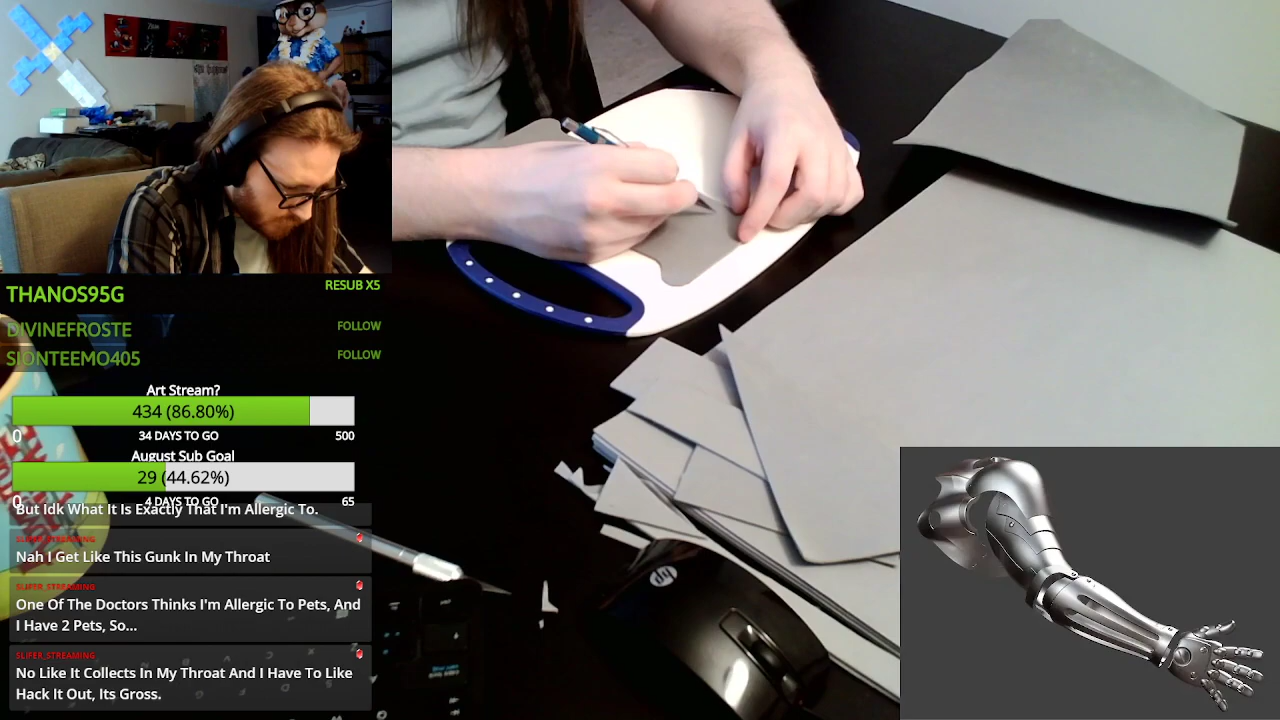 THANOS95G
RESUB X5
DIVINEFROSTE
FOLLOW
SIONTEEMO405
FOLLOW
Art Stream?
434 (86.80%)
0
34 DAYS TO GO
500
August Sub Goal
29 (44.62%)
0
4 DAYS TO GO
65
But Idk What It Is Exactly That I'm Allergic To.
SLIFER_STREAMING
Nah I Get Like This Gunk In My Throat
SLIFER_STREAMING
One Of The Doctors Thinks I'm Allergic To Pets, And
I Have 2 Pets, So...
SLIFER_STREAMING
No Like It Collects In My Throat And I Have To Like
Hack It Out, Its Gross.
hp